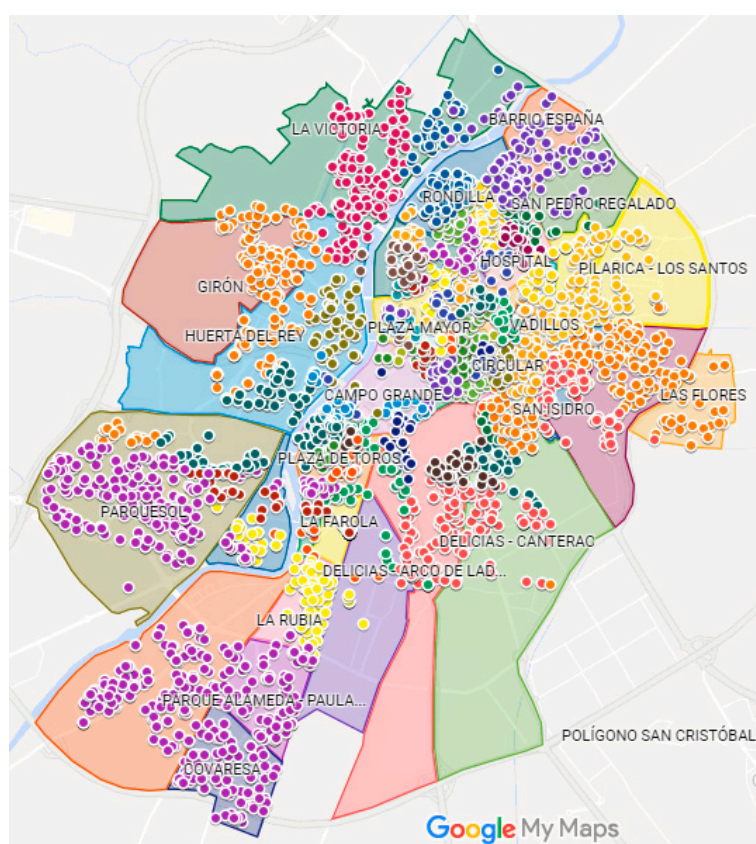 LA VICTORIA
BARRIO ESPAÑA
RONDILLA
SAN PEDRO REGALADO
HOSPITAL
PILARICA - LOS SANTOS
GIRÓN
HUERTA DEL REY
PLAZA MAYOR
VADILLOS
CIRCULAR
CAMPO GRANDE
LAS FLORES
SAN ISIDRO
PLAZA DE TOROS
PARQUESOL
LA FAROLA
DELICIAS - CANTERAC
DELICIAS - ARCO DE LAD...
LA RUBIA
PARQUE ALAMEDA - PAULA...
POLÍGONO SAN CRISTÓBAL
COVARESA
Google My Maps